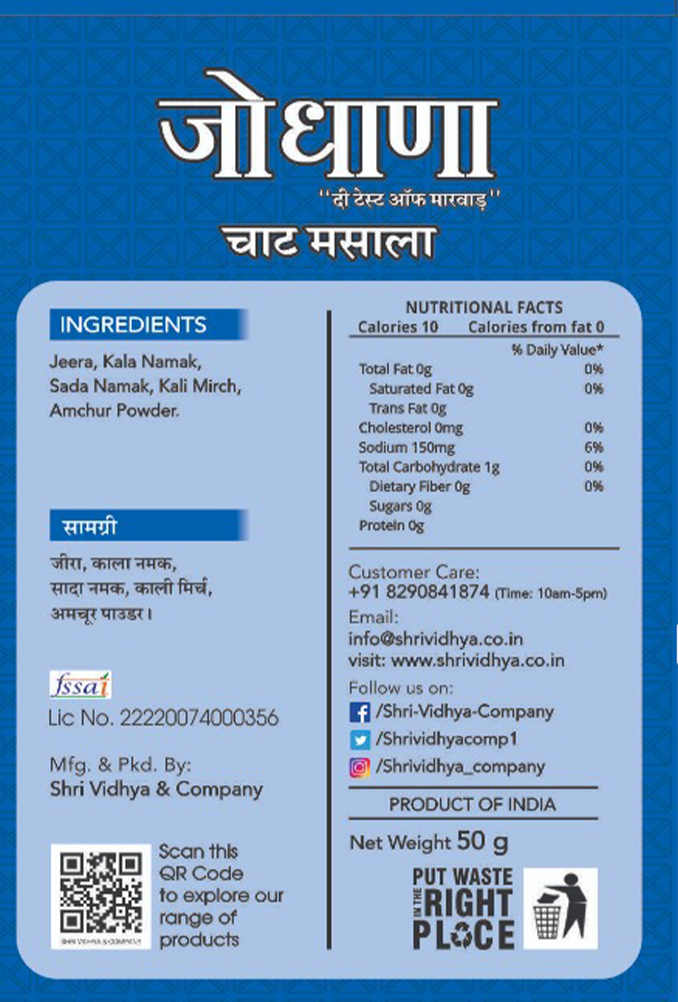 जोधाणा
"दी टेस्ट ऑफ मारवाड़"
चाट मसाला
INGREDIENTS
Jeera, Kala Namak,
Sada Namak, Kali Mirch,
Amchur Powder.
सामग्री
जीरा, काला नमक,
सादा नमक, काली मिर्च,
अमचूर पाउडर।
fssai
Lic No. 22220074000356
Mfg. & Pkd. By:
Shri Vidhya & Company
SHRI VIDHYA & COMPANY
Scan this
QR Code
to explore our
range of
products
NUTRITIONAL FACTS
Calories 10 Calories from fat 0
% Daily Value*
Total Fat 0g 0%
Saturated Fat 0g 0%
Trans Fat 0g
Cholesterol 0mg 0%
Sodium 150mg 6%
Total Carbohydrate 1g 0%
Dietary Fiber 0g 0%
Sugars 0g
Protein 0g
Customer Care:
+91 8290841874 (Time: 10am-5pm)
Email:
info@shrividhya.co.in
visit: www.shrividhya.co.in
Follow us on:
/Shri-Vidhya-Company
/Shrividhyacomp1
/Shrividhya_company
PRODUCT OF INDIA
Net Weight 50 g
PUT WASTE
IN THE RIGHT
PLACE